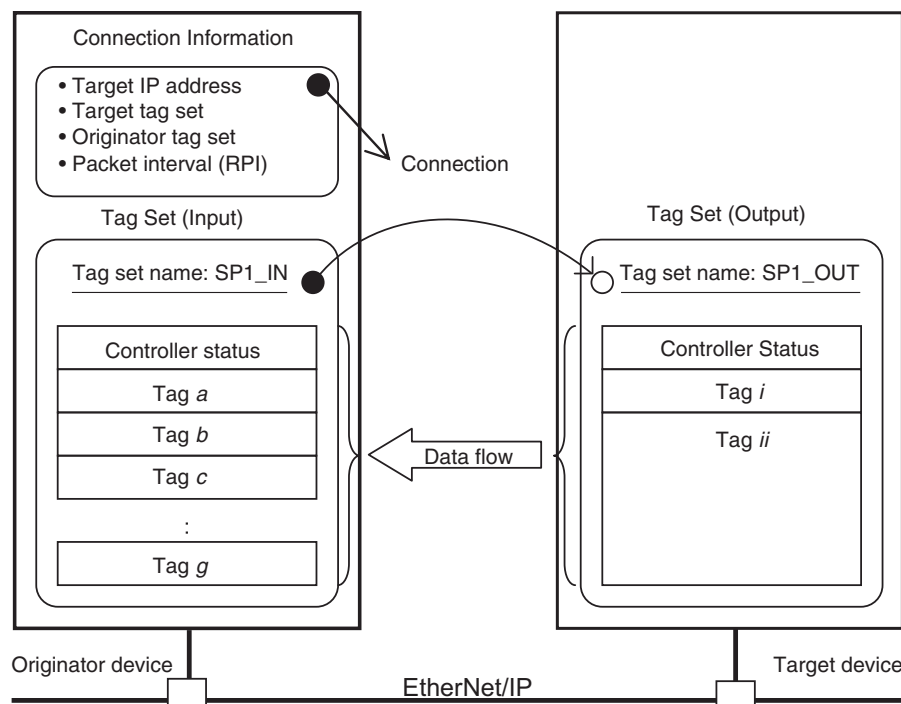 Connection Information
• Target IP address
• Target tag set
• Originator tag set
• Packet interval (RPI)
Connection
Tag Set (Input)
Tag set name: SP1_IN
Controller status
Tag a
Tag b
Tag c
:
Tag g
Data flow
Tag Set (Output)
Tag set name: SP1_OUT
Controller Status
Tag i
Tag ii
Originator device
EtherNet/IP
Target device